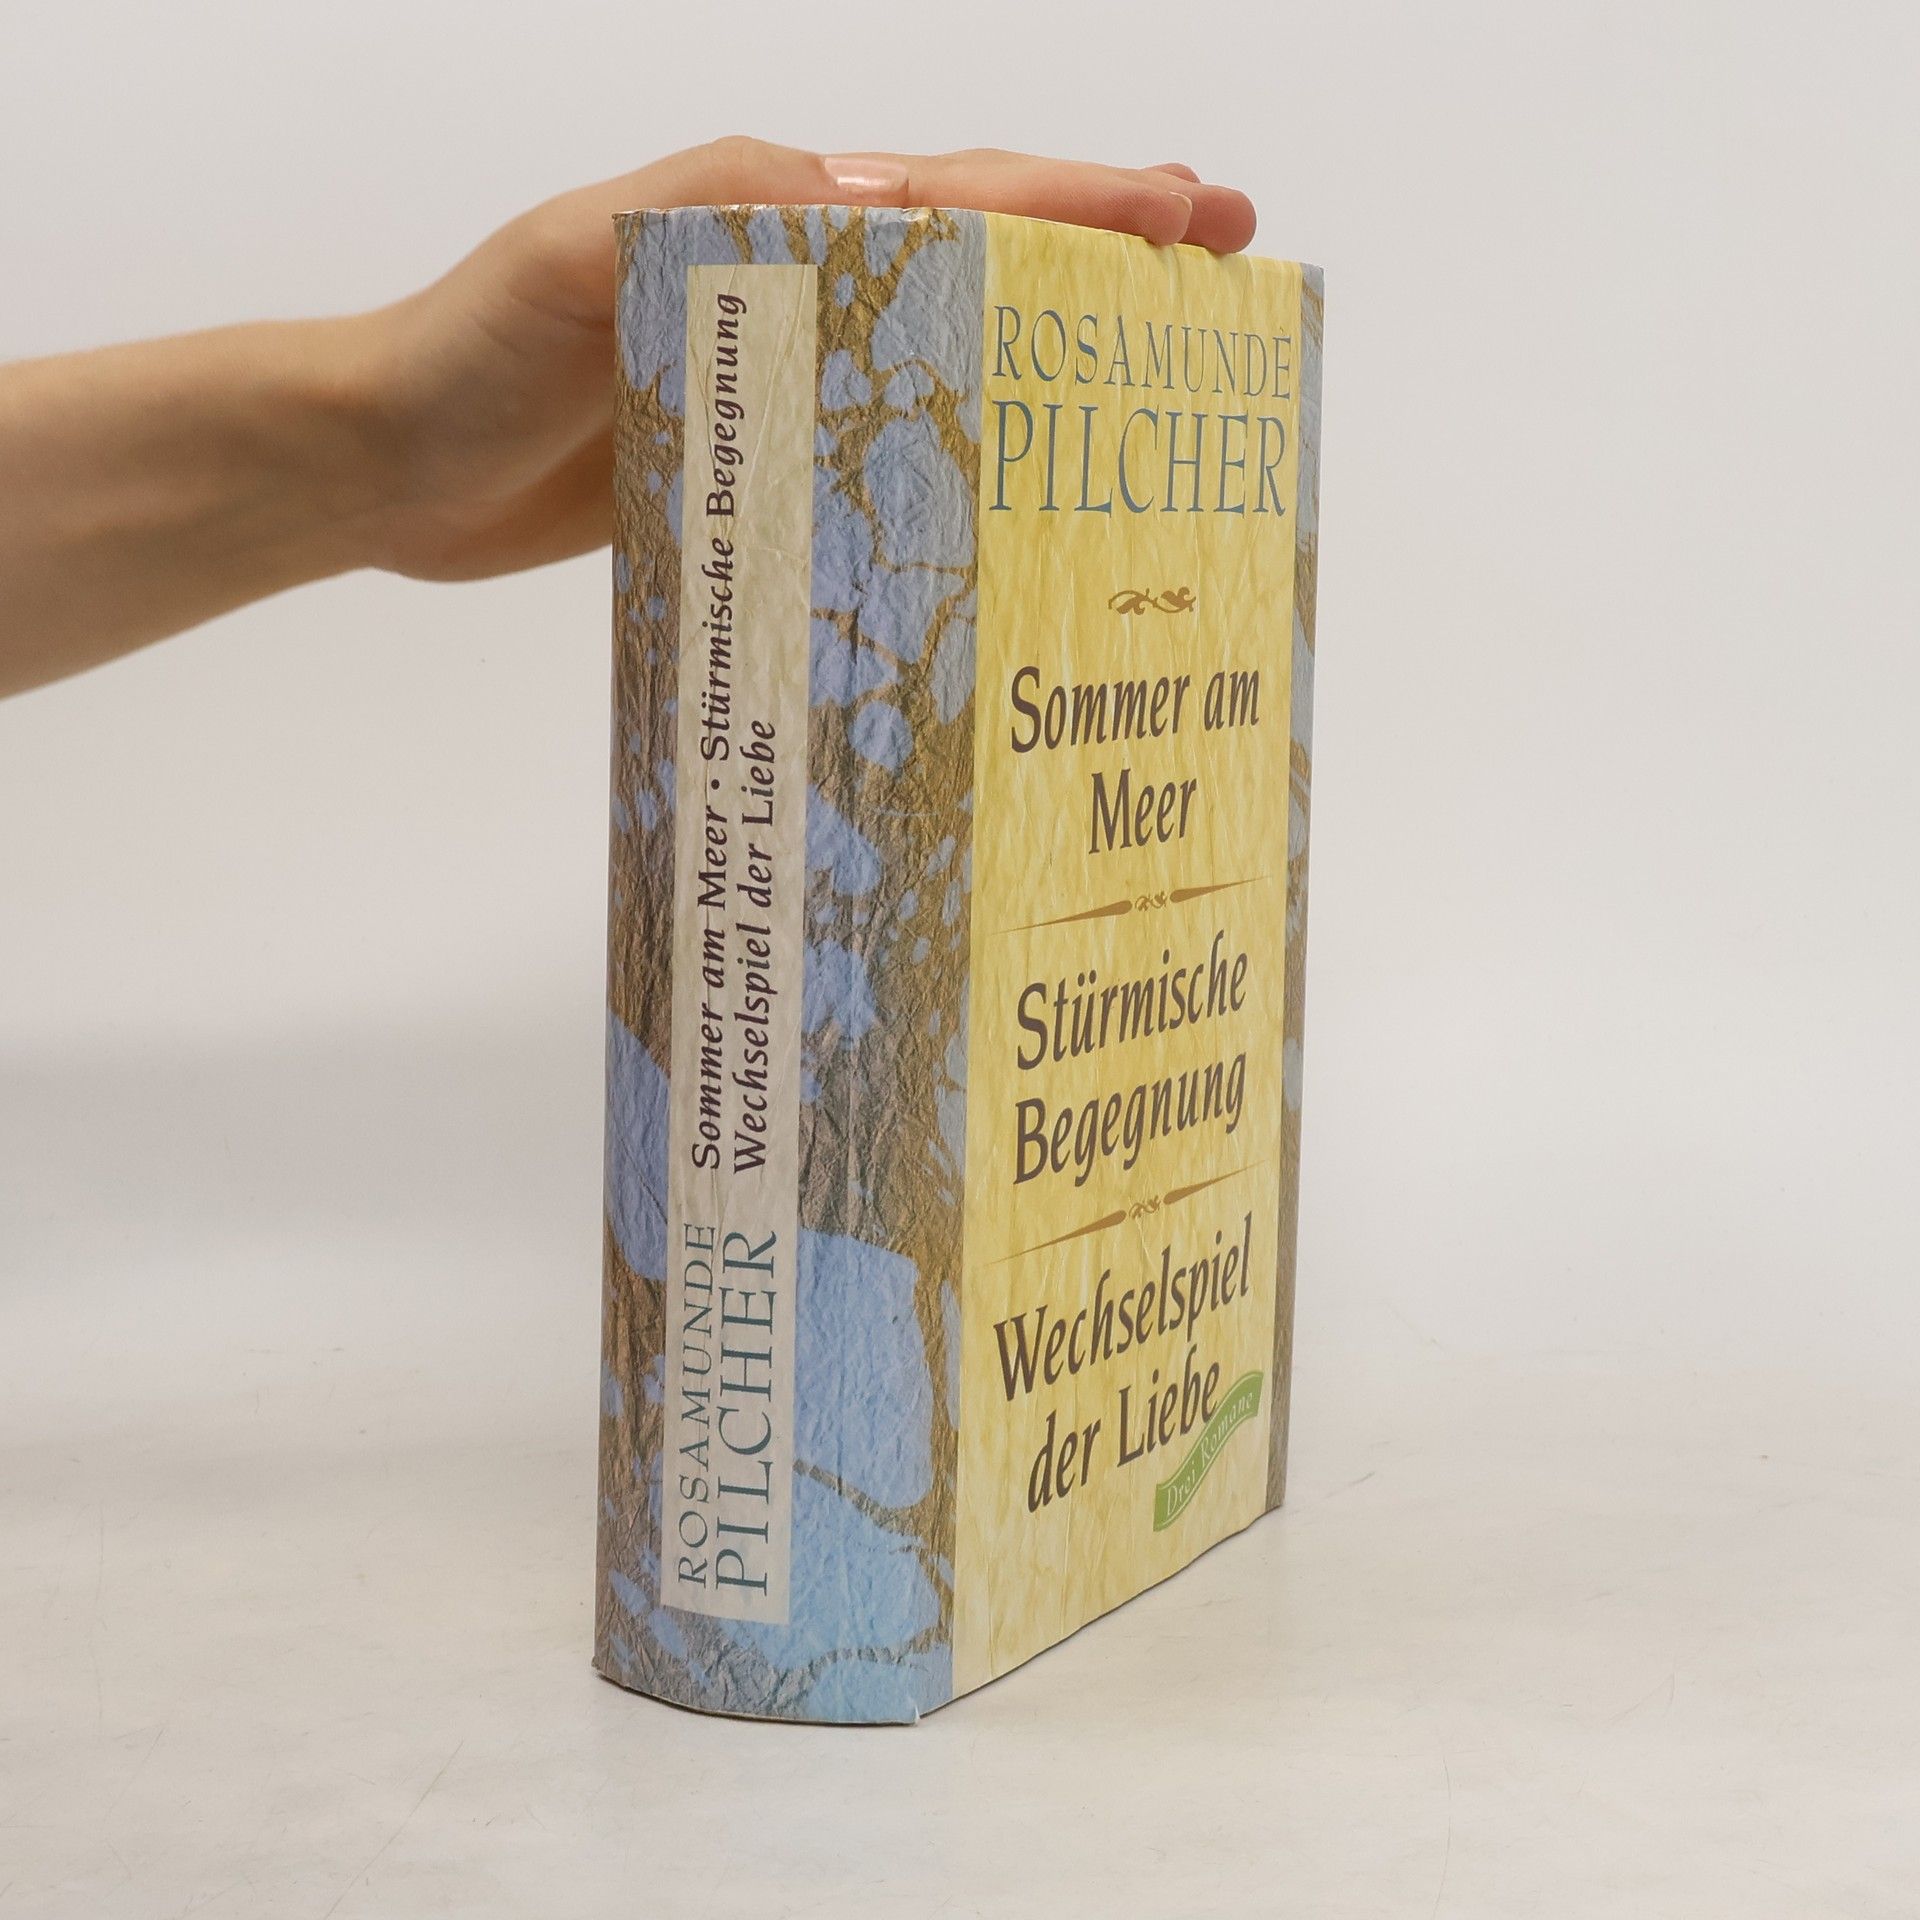 ROSAMUNDE
PILCHER
Sommer am Meer • Stürmische Begegnung
Wechselspiel der Liebe
ROSAMUNDE
PILCHER
Sommer am
Meer
Stürmische
Begegnung
Wechselspiel
der Liebe
Drei Romane